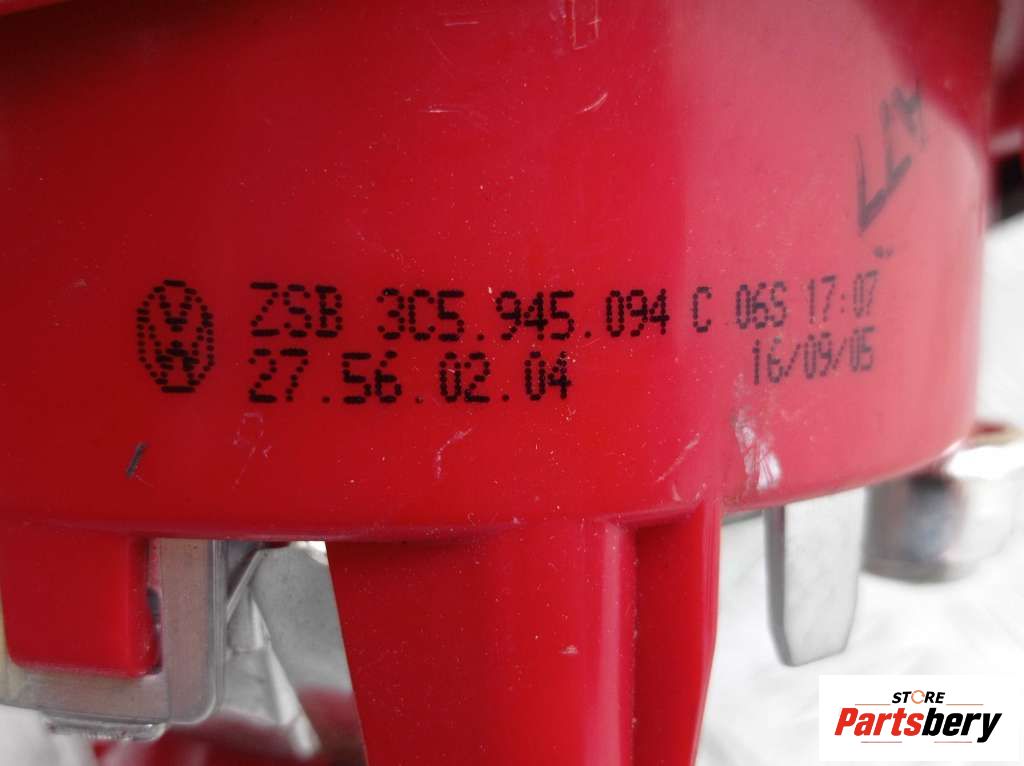 ZSB 3C5.945.094 C 06S 17:07
27.56.02.04 16/09/05
STORE
Partsbery